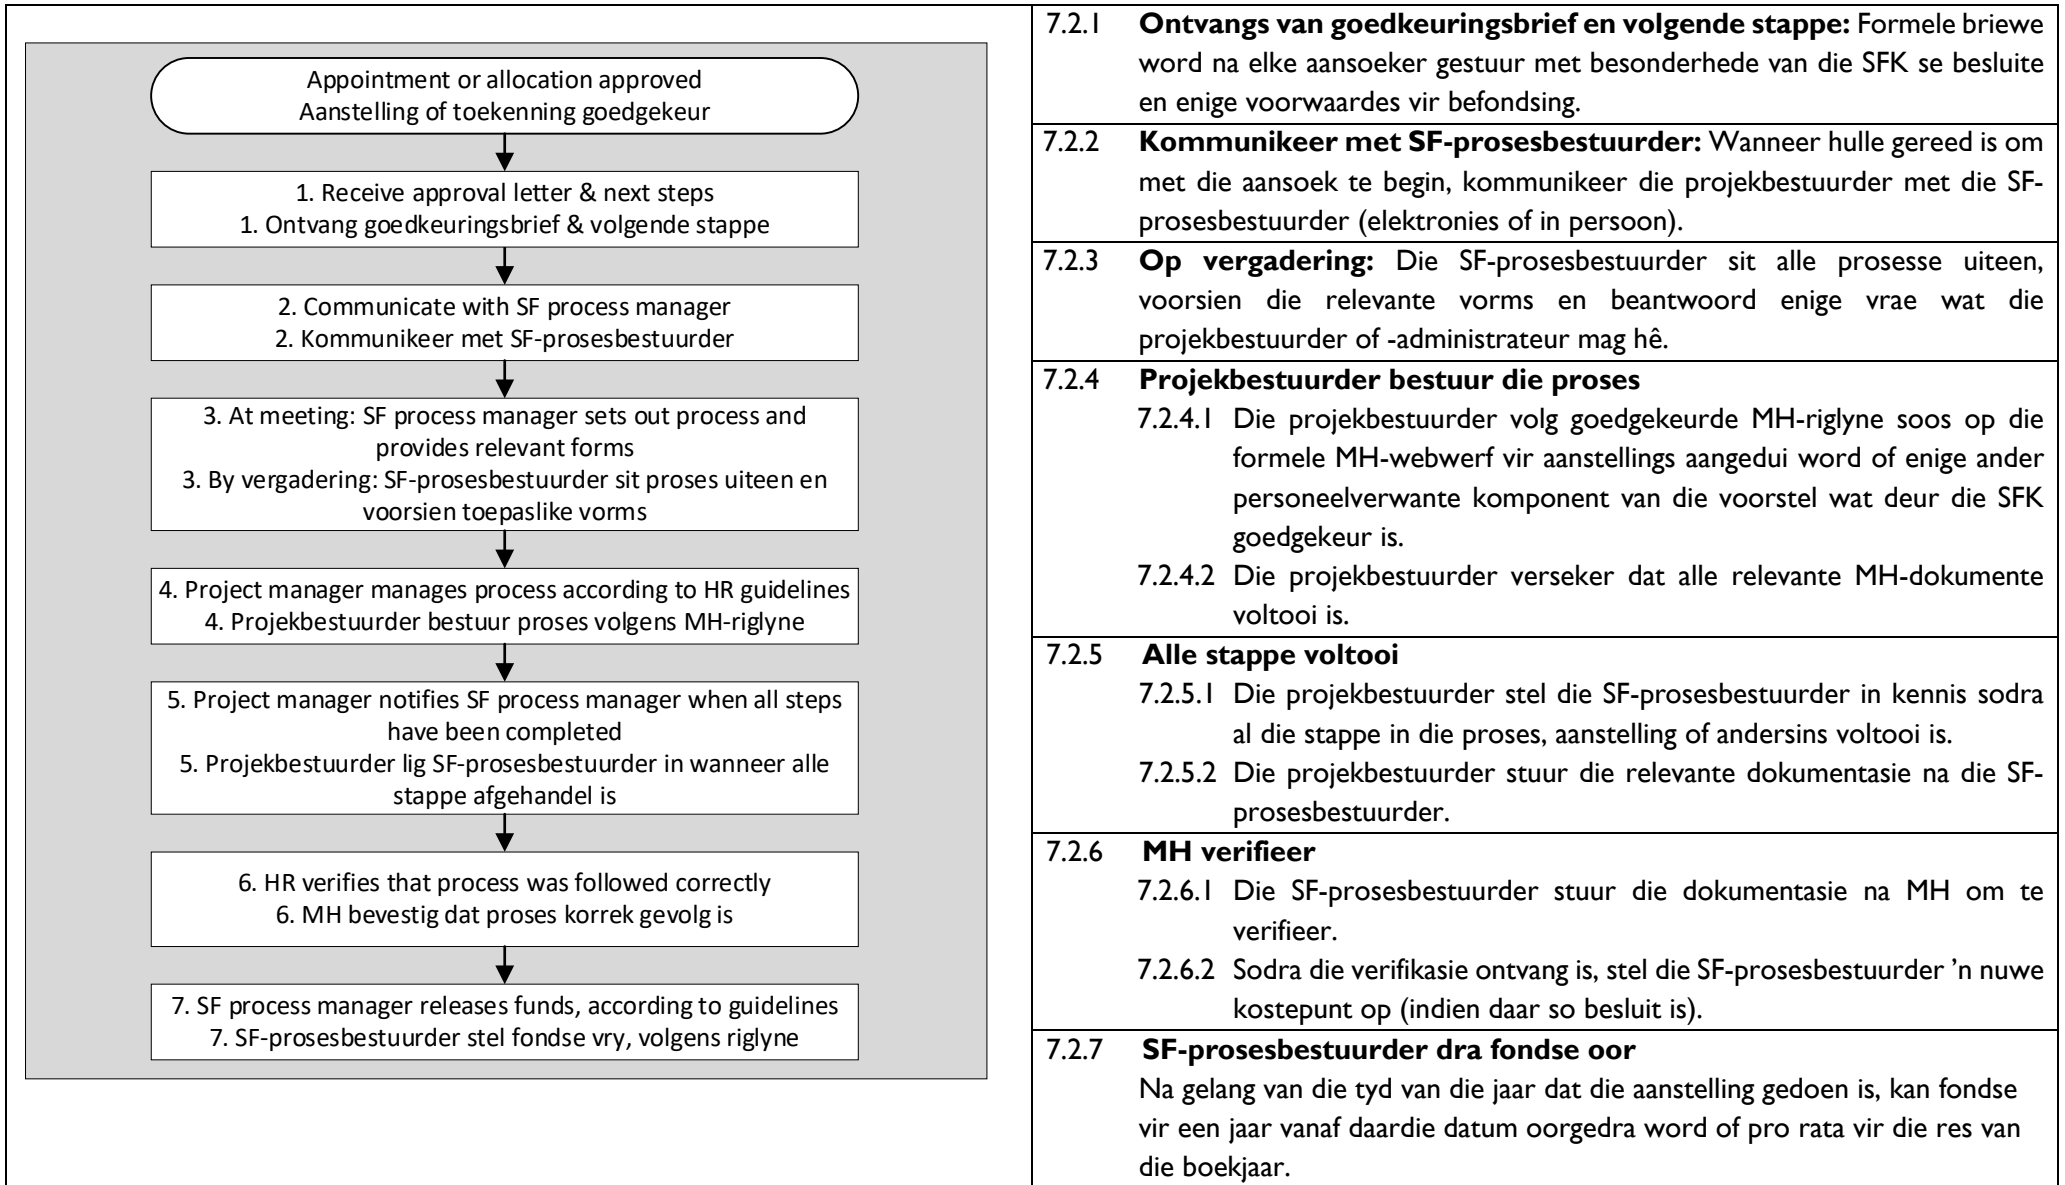 Appointment or allocation approved
Aanstelling of toekenning goedgekeur
1. Receive approval letter & next steps
1. Ontvang goedkeuringsbrief & volgende stappe
2. Communicate with SF process manager
2. Kommunikeer met SF-prosesbestuurder
3. At meeting: SF process manager sets out process and
provides relevant forms
3. By vergadering: SF-prosesbestuurder sit proses uiteen en
voorsien toepaslike vorms
4. Project manager manages process according to HR guidelines
4. Projekbestuurder bestuur proses volgens MH-riglyne
5. Project manager notifies SF process manager when all steps
have been completed
5. Projekbestuurder lig SF-prosesbestuurder in wanneer alle
stappe afgehandel is
6. HR verifies that process was followed correctly
6. MH bevestig dat proses korrek gevolg is
7. SF process manager releases funds, according to guidelines
7. SF-prosesbestuurder stel fondse vry, volgens riglyne
7.2.1 Ontvangs van goedkeuringsbrief en volgende stappe: Formele briewe
word na elke aansoeker gestuur met besonderhede van die SFK se besluite
en enige voorwaardes vir befondsing.
7.2.2 Kommunikeer met SF-prosesbestuurder: Wanneer hulle gereed is om
met die aansoek te begin, kommunikeer die projekbestuurder met die SF-
prosesbestuurder (elektronies of in persoon).
7.2.3 Op vergadering: Die SF-prosesbestuurder sit alle prosesse uiteen,
voorsien die relevante vorms en beantwoord enige vrae wat die
projekbestuurder of -administrateur mag hê.
7.2.4 Projekbestuurder bestuur die proses
7.2.4.1 Die projekbestuurder volg goedgekeurde MH-riglyne soos op die
formele MH-webwerf vir aanstellings aangedui word of enige ander
personeelverwante komponent van die voorstel wat deur die SFK
goedgekeur is.
7.2.4.2 Die projekbestuurder verseker dat alle relevante MH-dokumente
voltooi is.
7.2.5 Alle stappe voltooi
7.2.5.1 Die projekbestuurder stel die SF-prosesbestuurder in kennis sodra
al die stappe in die proses, aanstelling of andersins voltooi is.
7.2.5.2 Die projekbestuurder stuur die relevante dokumentasie na die SF-
prosesbestuurder.
7.2.6 MH verifieer
7.2.6.1 Die SF-prosesbestuurder stuur die dokumentasie na MH om te
verifieer.
7.2.6.2 Sodra die verifikasie ontvang is, stel die SF-prosesbestuurder ’n nuwe
kostepunt op (indien daar so besluit is).
7.2.7 SF-prosesbestuurder dra fondse oor
Na gelang van die tyd van die jaar dat die aanstelling gedoen is, kan fondse
vir een jaar vanaf daardie datum oorgedra word of pro rata vir die res van
die boekjaar.